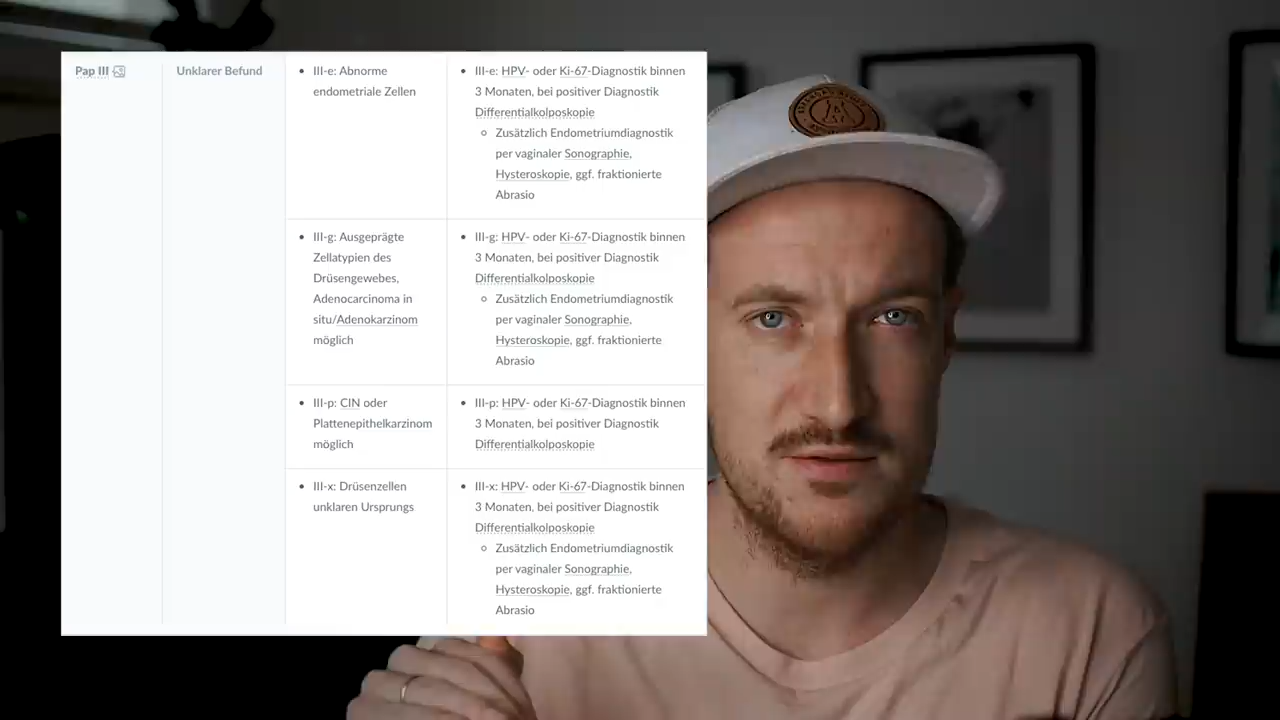 Pap III
Unklarer Befund
• III-e: Abnorme
endometriale Zellen
• III-e: HPV- oder Ki-67-Diagnostik binnen
3 Monaten, bei positiver Diagnostik
Differentialkolposkopie
○ Zusätzlich Endometriumdiagnostik
per vaginaler Sonographie,
Hysteroskopie, ggf. fraktionierte
Abrasio
• III-g: Ausgeprägte
Zellatypien des
Drüsengewebes,
Adenocarcinoma in
situ/Adenokarzinom
möglich
• III-g: HPV- oder Ki-67-Diagnostik binnen
3 Monaten, bei positiver Diagnostik
Differentialkolposkopie
○ Zusätzlich Endometriumdiagnostik
per vaginaler Sonographie,
Hysteroskopie, ggf. fraktionierte
Abrasio
• III-p: CIN oder
Plattenepithelkarzinom
möglich
• III-p: HPV- oder Ki-67-Diagnostik binnen
3 Monaten, bei positiver Diagnostik
Differentialkolposkopie
• III-x: Drüsenzellen
unklaren Ursprungs
• III-x: HPV- oder Ki-67-Diagnostik binnen
3 Monaten, bei positiver Diagnostik
Differentialkolposkopie
○ Zusätzlich Endometriumdiagnostik
per vaginaler Sonographie,
Hysteroskopie, ggf. fraktionierte
Abrasio